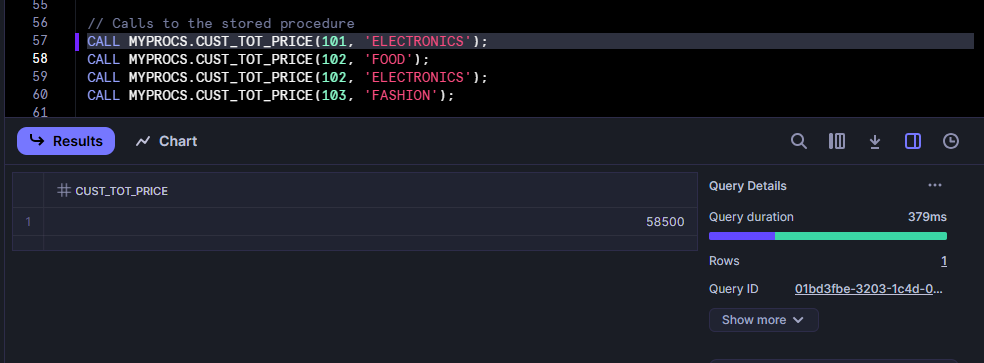 55
56 // Calls to the stored procedure
57 CALL MYPROCS.CUST_TOT_PRICE(101, 'ELECTRONICS');
58 CALL MYPROCS.CUST_TOT_PRICE(102, 'FOOD');
59 CALL MYPROCS.CUST_TOT_PRICE(102, 'ELECTRONICS');
60 CALL MYPROCS.CUST_TOT_PRICE(103, 'FASHION');
61
Results Chart
CUST_TOT_PRICE
1 58500
Query Details ...
Query duration 379ms
Rows 1
Query ID 01bd3fbe-3203-1c4d-0...
Show more